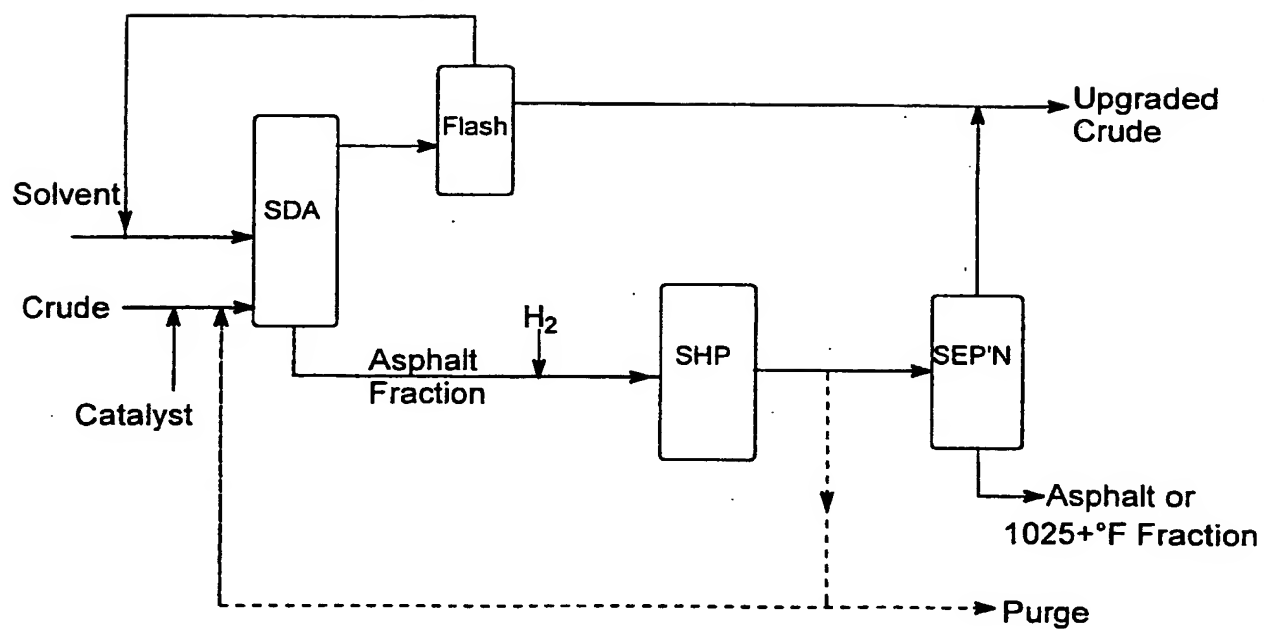 Flash
Upgraded
Crude
Solvent
SDA
Crude
H₂
Asphalt
Fraction
SHP
SEP'N
Catalyst
Asphalt or
1025+°F Fraction
Purge